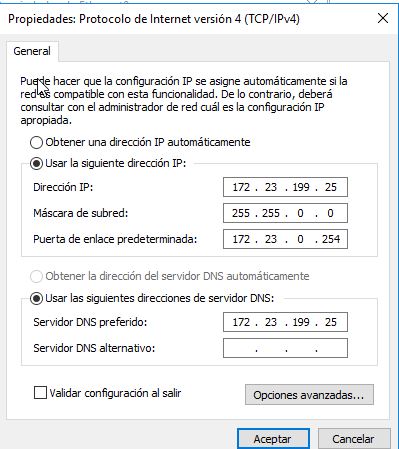 Propiedades: Protocolo de Internet versión 4 (TCP/IPv4)
General
Puede hacer que la configuración IP se asigne automáticamente si la
red es compatible con esta funcionalidad. De lo contrario, deberá
consultar con el administrador de red cuál es la configuración IP
apropiada.
Obtener una dirección IP automáticamente
Usar la siguiente dirección IP:
Dirección IP: 172 . 23 . 199 . 25
Máscara de subred: 255 . 255 . 0 . 0
Puerta de enlace predeterminada: 172 . 23 . 0 . 254
Obtener la dirección del servidor DNS automáticamente
Usar las siguientes direcciones de servidor DNS:
Servidor DNS preferido: 172 . 23 . 199 . 25
Servidor DNS alternativo: . . .
Validar configuración al salir
Opciones avanzadas...
Aceptar Cancelar